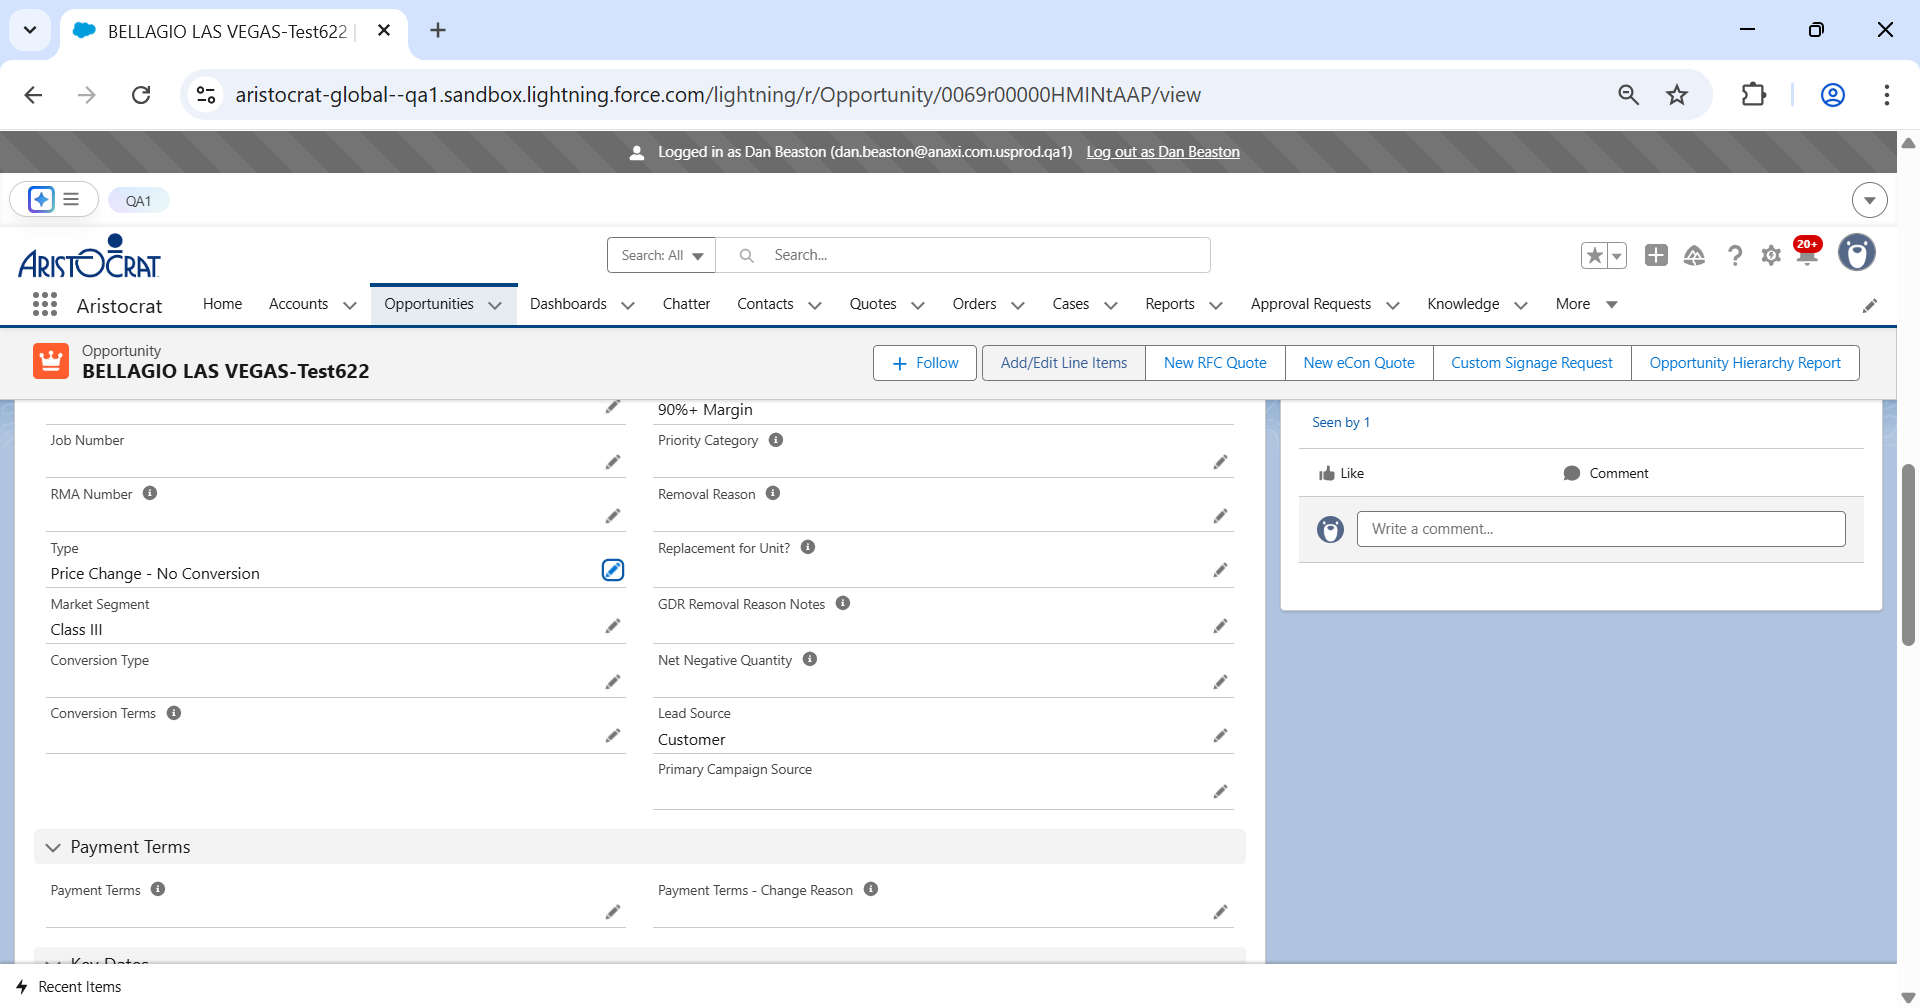 BELLAGIO LAS VEGAS-Test622
aristocrat-global--qa1.sandbox.lightning.force.com/lightning/r/Opportunity/0069r00000HMINtAAP/view
Logged in as Dan Beaston (dan.beaston@anaxi.com.usprod.qa1) Log out as Dan Beaston
QA1
ARISTOCRAT
Search: All
Search...
20+
Aristocrat
Home
Accounts
Opportunities
Dashboards
Chatter
Contacts
Quotes
Orders
Cases
Reports
Approval Requests
Knowledge
More
Opportunity
BELLAGIO LAS VEGAS-Test622
Follow
Add/Edit Line Items
New RFC Quote
New eCon Quote
Custom Signage Request
Opportunity Hierarchy Report
90%+ Margin
Job Number
Priority Category
RMA Number
Removal Reason
Type
Price Change - No Conversion
Replacement for Unit?
Market Segment
Class III
GDR Removal Reason Notes
Conversion Type
Net Negative Quantity
Conversion Terms
Lead Source
Customer
Primary Campaign Source
Payment Terms
Payment Terms
Payment Terms - Change Reason
Key Dates
Seen by 1
Like
Comment
Write a comment...
Recent Items